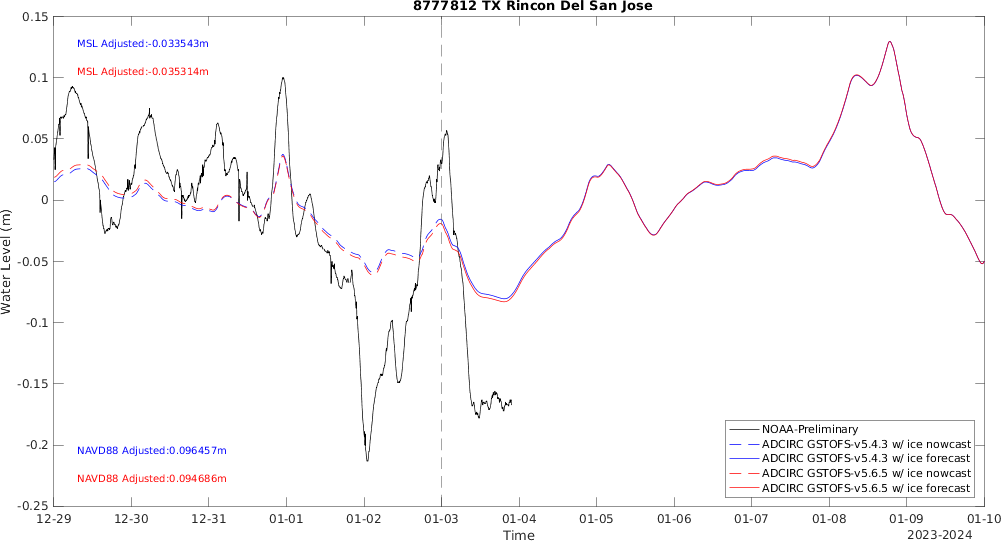 8777812 TX Rincon Del San Jose
0.15
0.1
0.05
0
-0.05
-0.1
-0.15
-0.2
-0.25
Water Level (m)
MSL Adjusted:-0.033543m
MSL Adjusted:-0.035314m
NAVD88 Adjusted:0.096457m
NAVD88 Adjusted:0.094686m
NOAA-Preliminary
ADCIRC GSTOFS-v5.4.3 w/ ice nowcast
ADCIRC GSTOFS-v5.4.3 w/ ice forecast
ADCIRC GSTOFS-v5.6.5 w/ ice nowcast
ADCIRC GSTOFS-v5.6.5 w/ ice forecast
12-29 12-30 12-31 01-01 01-02 01-03 01-04 01-05 01-06 01-07 01-08 01-09 01-10
Time
2023-2024